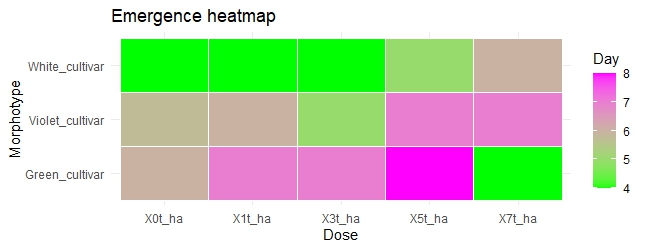 Emergence heatmap
White_cultivar
Violet_cultivar
Green_cultivar
Morphotype
X0t_ha X1t_ha X3t_ha X5t_ha X7t_ha
Dose
Day
8
7
6
5
4